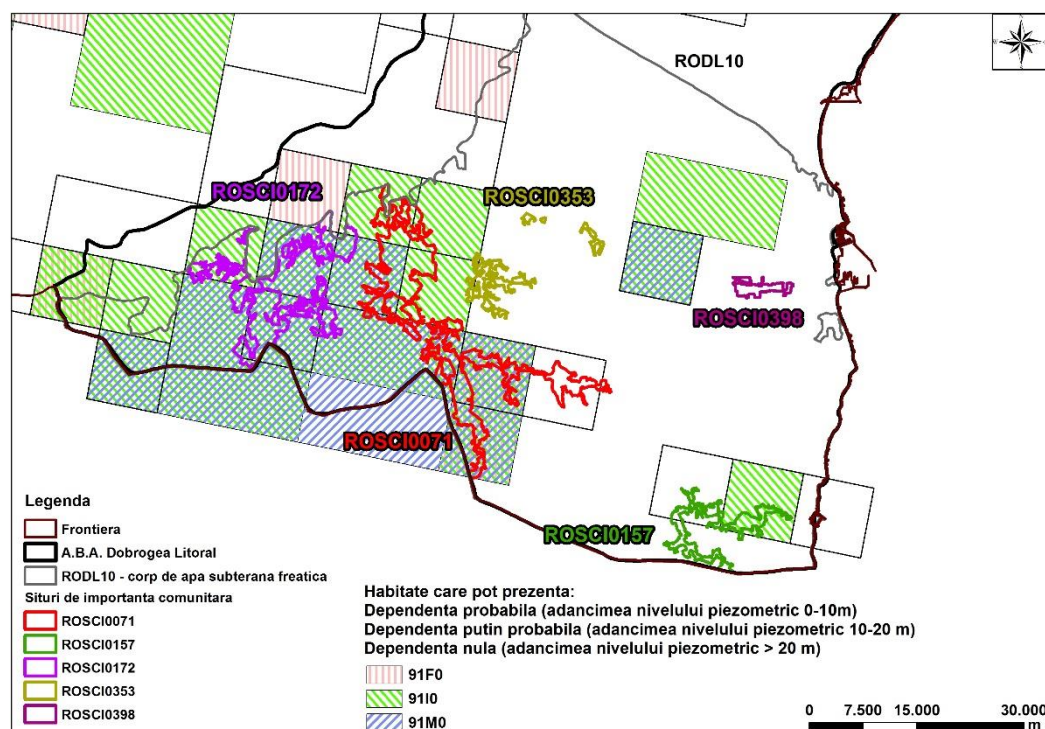 RODL10
ROSCI0172
ROSCI0353
ROSCI0398
ROSCI0071
ROSCI0157
Legenda
Frontiera
A.B.A. Dobrogea Litoral
RODL10 - corp de apa subterana freatica
Situri de importanta comunitara
ROSCI0071
ROSCI0157
ROSCI0172
ROSCI0353
ROSCI0398
Habitate care pot prezenta:
Dependenta probabila (adancimea nivelului piezometric 0-10m)
Dependenta putin probabila (adancimea nivelului piezometric 10-20 m)
Dependenta nula (adancimea nivelului piezometric > 20 m)
91F0
91I0
91M0
0 7.500 15.000 30.000
m